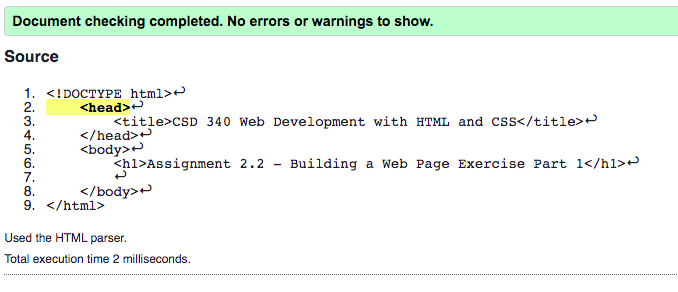 Document checking completed. No errors or warnings to show.
Source
1. <!DOCTYPE html>↩
2. <head>↩
3. <title>CSD 340 Web Development with HTML and CSS</title>↩
4. </head>↩
5. <body>↩
6. <h1>Assignment 2.2 – Building a Web Page Exercise Part 1</h1>↩
7. ↩
8. </body>↩
9. </html>
Used the HTML parser.
Total execution time 2 milliseconds.